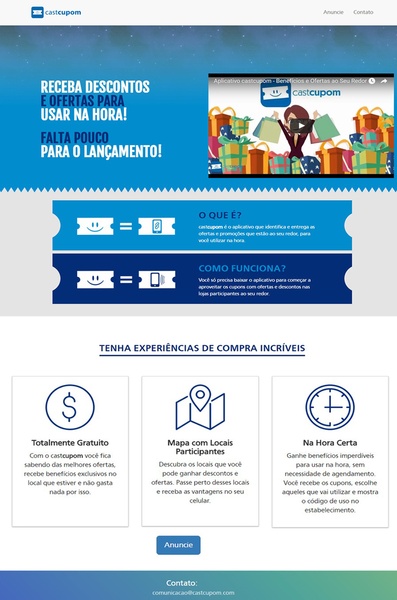 castcupom
Anuncie
Contato
RECEBA DESCONTOS
E OFERTAS PARA
USAR NA HORA!
FALTA POUCO
PARA O LANÇAMENTO!
Aplicativo castcupom - Benefícios e Ofertas ao Seu Redor
castcupom
O QUE É?
castcupom é o aplicativo que identifica e entrega as
ofertas e promoções que estão ao seu redor, para
você utilizar na hora.
COMO FUNCIONA?
Você só precisa baixar o aplicativo para começar a
aproveitar os cupons com ofertas e descontos nas
lojas participantes ao seu redor.
TENHA EXPERIÊNCIAS DE COMPRA INCRÍVEIS
Totalmente Gratuito
Com o castcupom você fica
sabendo das melhores ofertas,
recebe benefícios exclusivos no
local que estiver e não gasta
nada por isso.
Mapa com Locais
Participantes
Descubra os locais que você
pode ganhar descontos e
ofertas. Passe perto desses locais
e receba as vantagens no seu
celular.
Na Hora Certa
Ganhe benefícios imperdíveis
para usar na hora, sem
necessidade de agendamento.
Você recebe os cupons, escolhe
aqueles que vai utilizar e mostra
o código de uso no
estabelecimento.
Anuncie
Contato:
comunicacao@castcupom.com